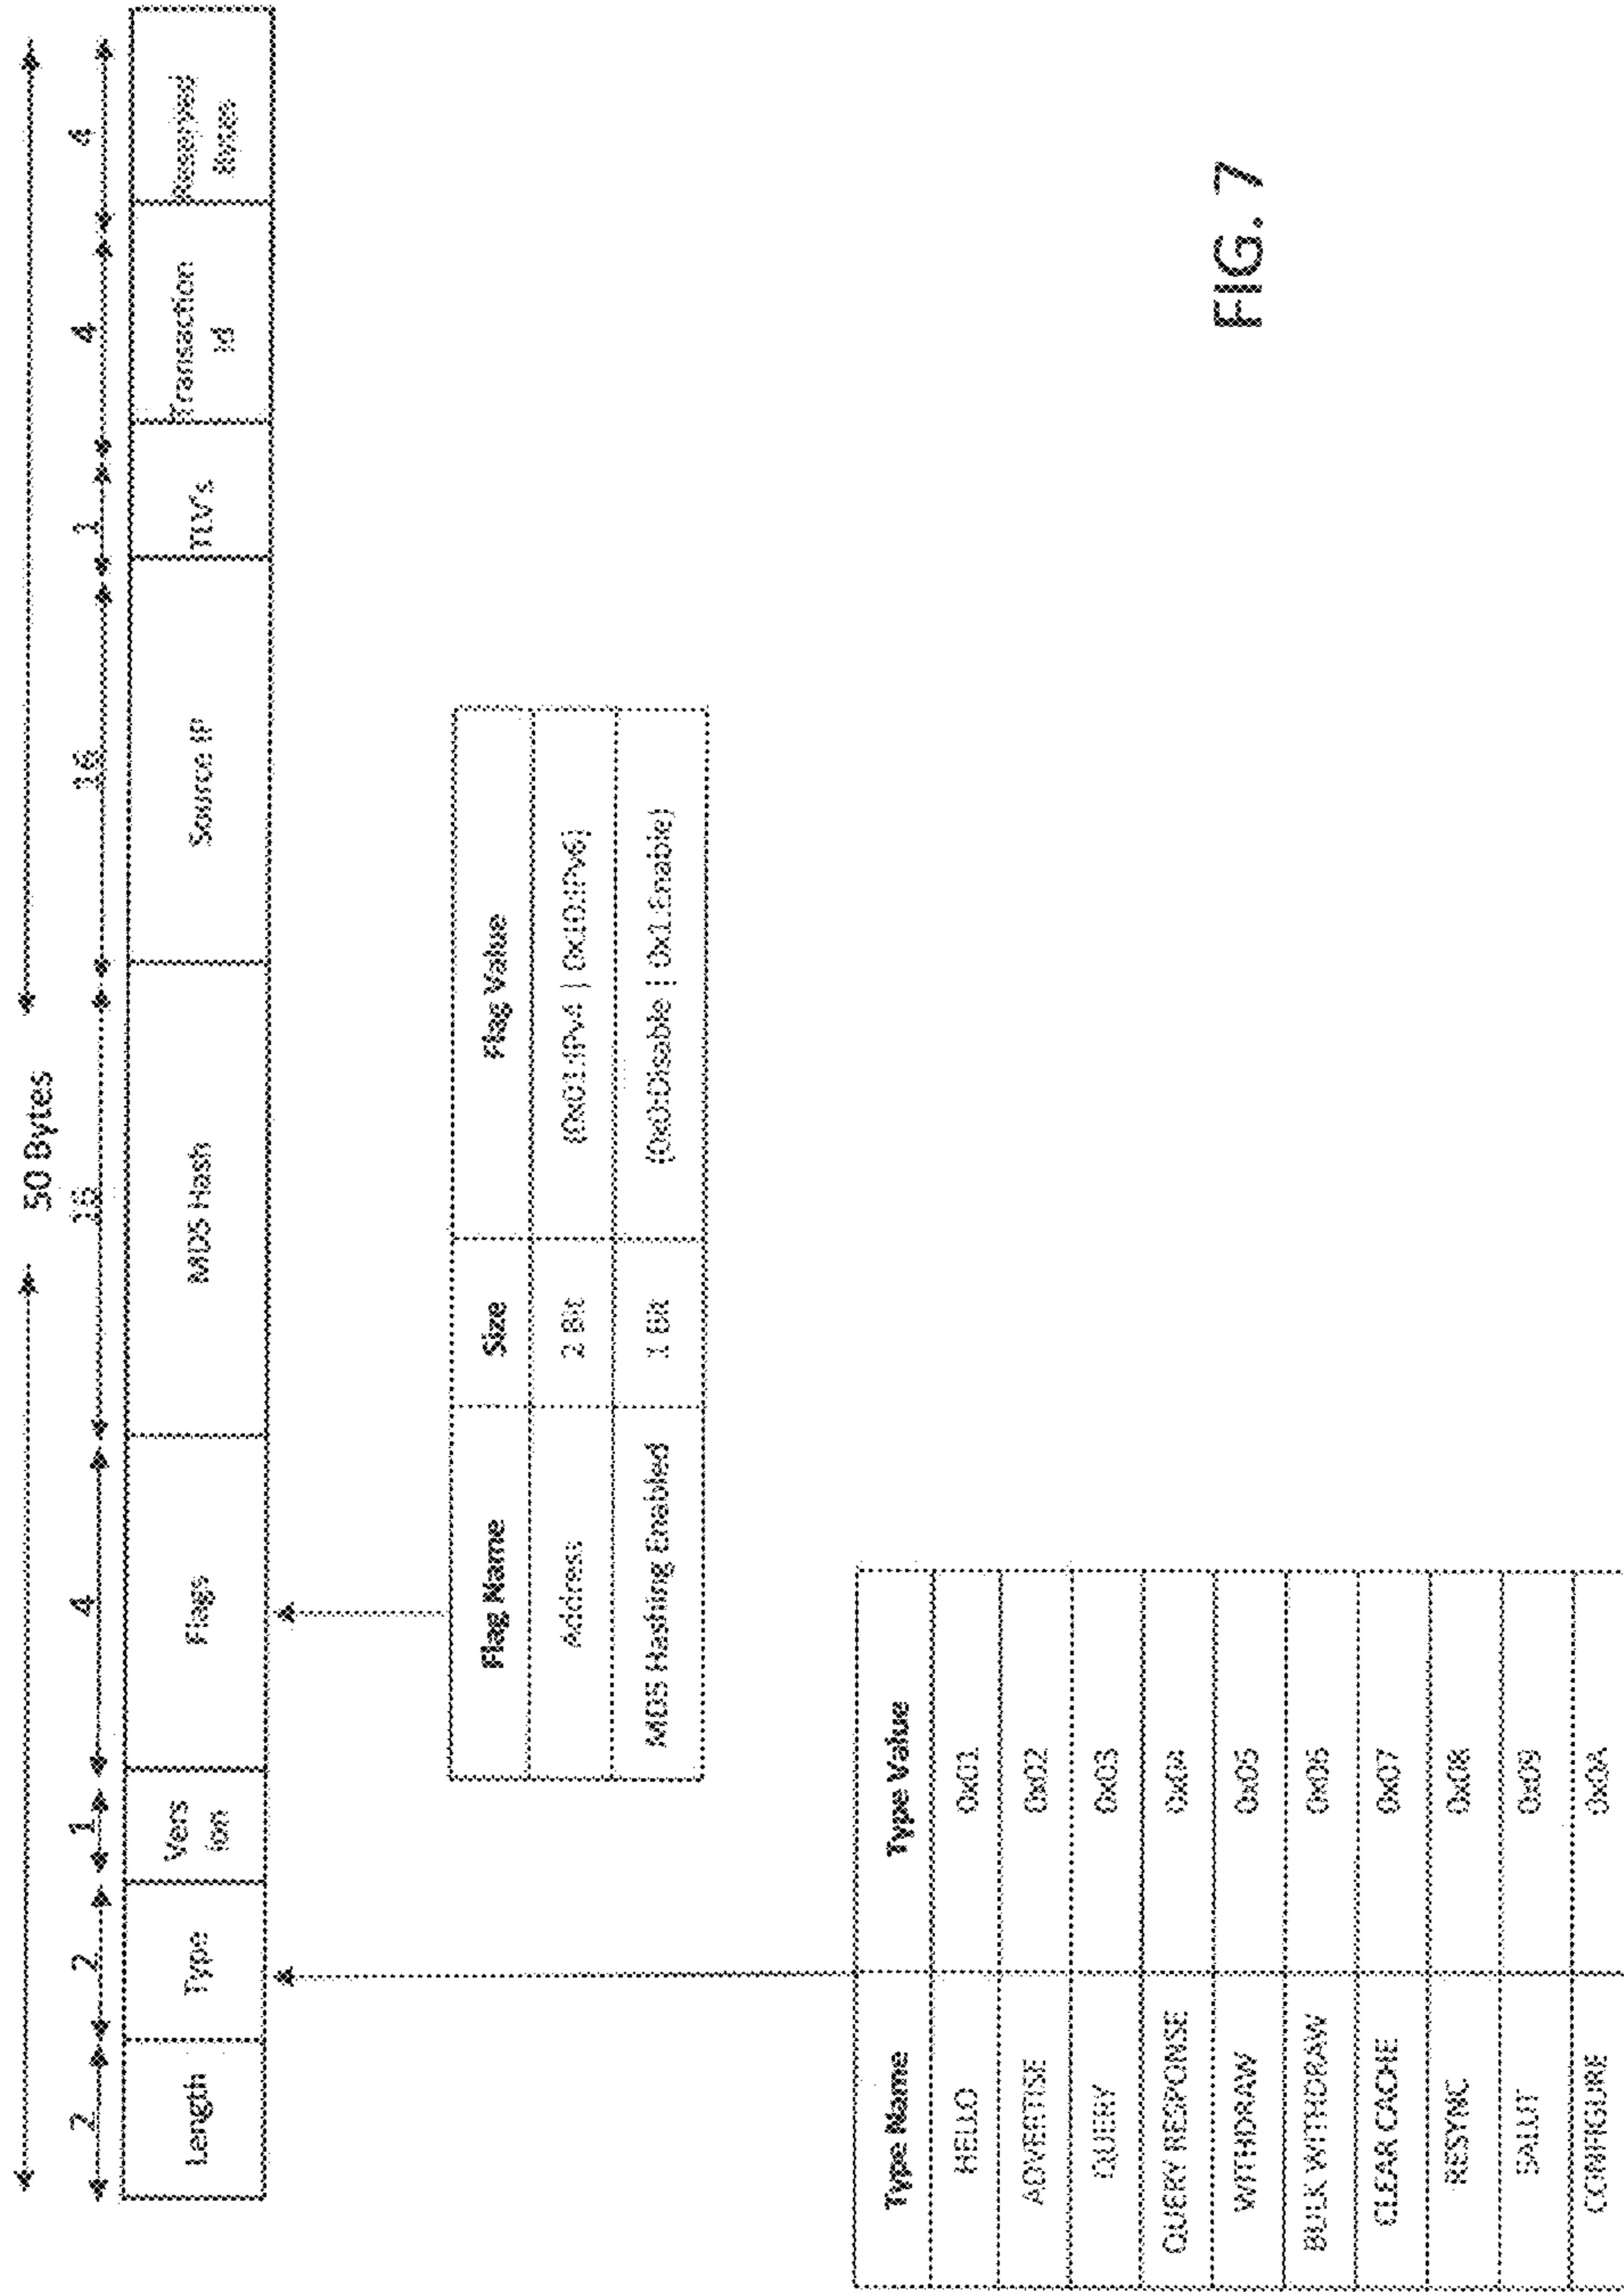 50 Bytes
2 2 1 4 16 16 1 4 4
Length Type Vers Flags MD5 Hash Source IP TLV's Transaction Reserved
ion Id Bytes
Flag Name Size Flag Value
Address 2 Bit (0x01:IPv4 | 0x10:IPv6)
MD5 Hashing Enabled 1 Bit (0x0:Disable | 0x1:Enable)
Type Name Type Value
HELLO 0x01
ADVERTISE 0x02
QUERY 0x03
QUERY RESPONSE 0x04
WITHDRAW 0x05
BULK WITHDRAW 0x06
CLEAR CACHE 0x07
RESYNC 0x08
SALUT 0x09
CONFIGURE 0x0A
FIG. 7